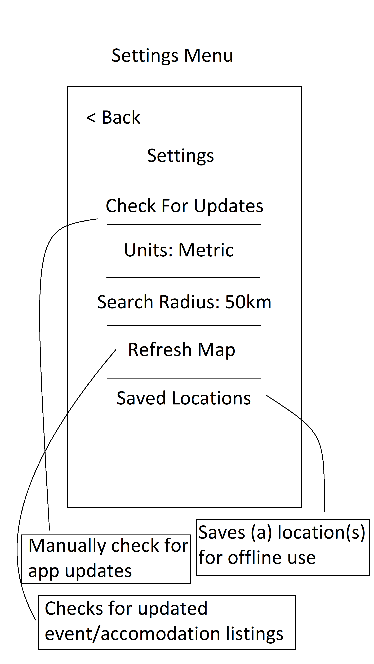 Settings Menu
< Back
Settings
Check For Updates
Units: Metric
Search Radius: 50km
Refresh Map
Saved Locations
Saves (a) location(s)
for offline use
Manually check for
app updates
Checks for updated
event/accomodation listings